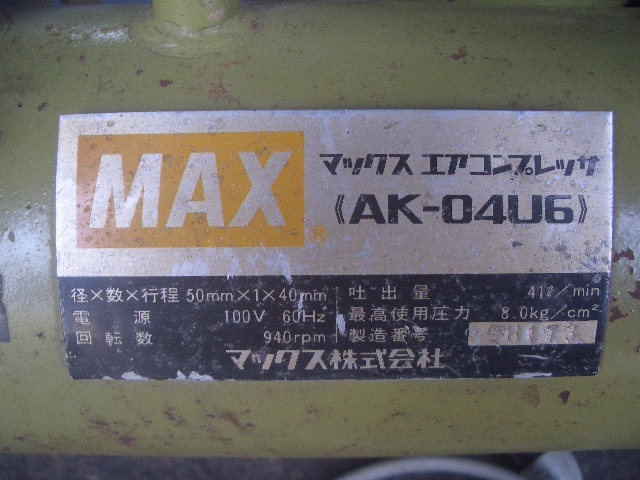 MAX
マックス エアコンプレッサ
《AK-04U6》
径×数×行程 50mm×1×40mm
電源 100V 60Hz
回転数 940rpm
吐出量 41ℓ/min
最高使用圧力 8.0kg/cm²
製造番号
マックス株式会社